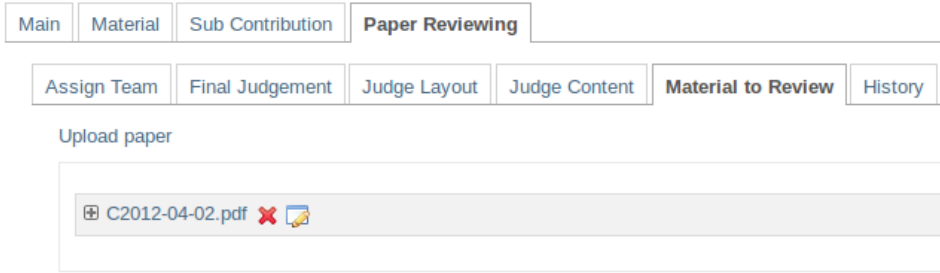 Main Material Sub Contribution Paper Reviewing
Assign Team Final Judgement Judge Layout Judge Content Material to Review History
Upload paper
C2012-04-02.pdf